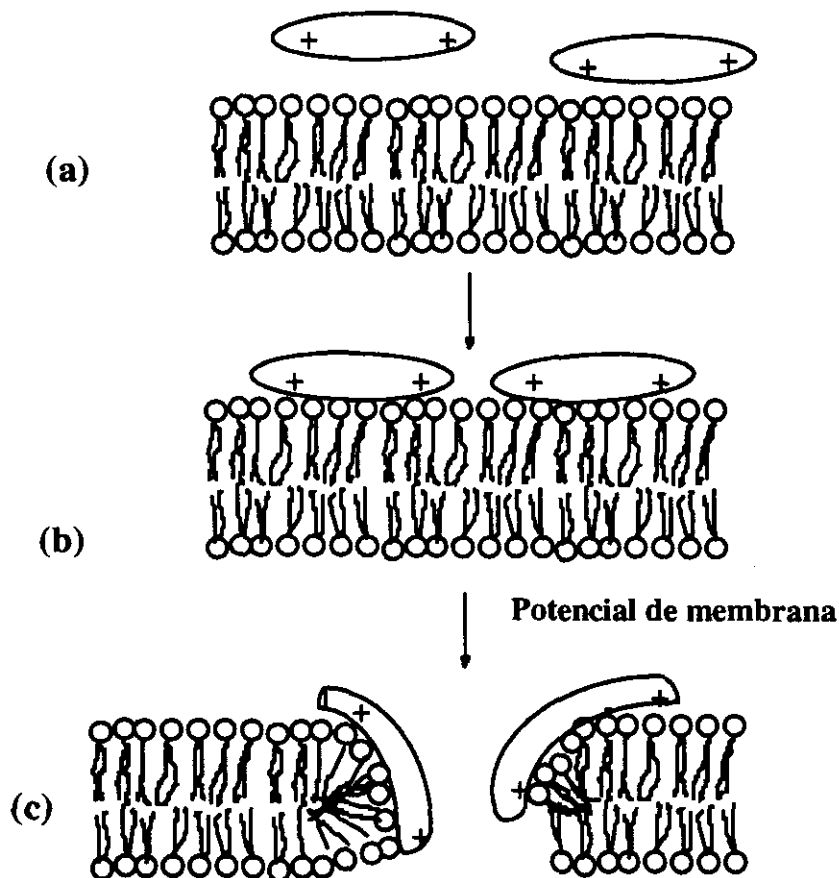 + +
+ +
(a)
+ + + +
(b)
Potencial de membrana
+ +
(c)
+ +